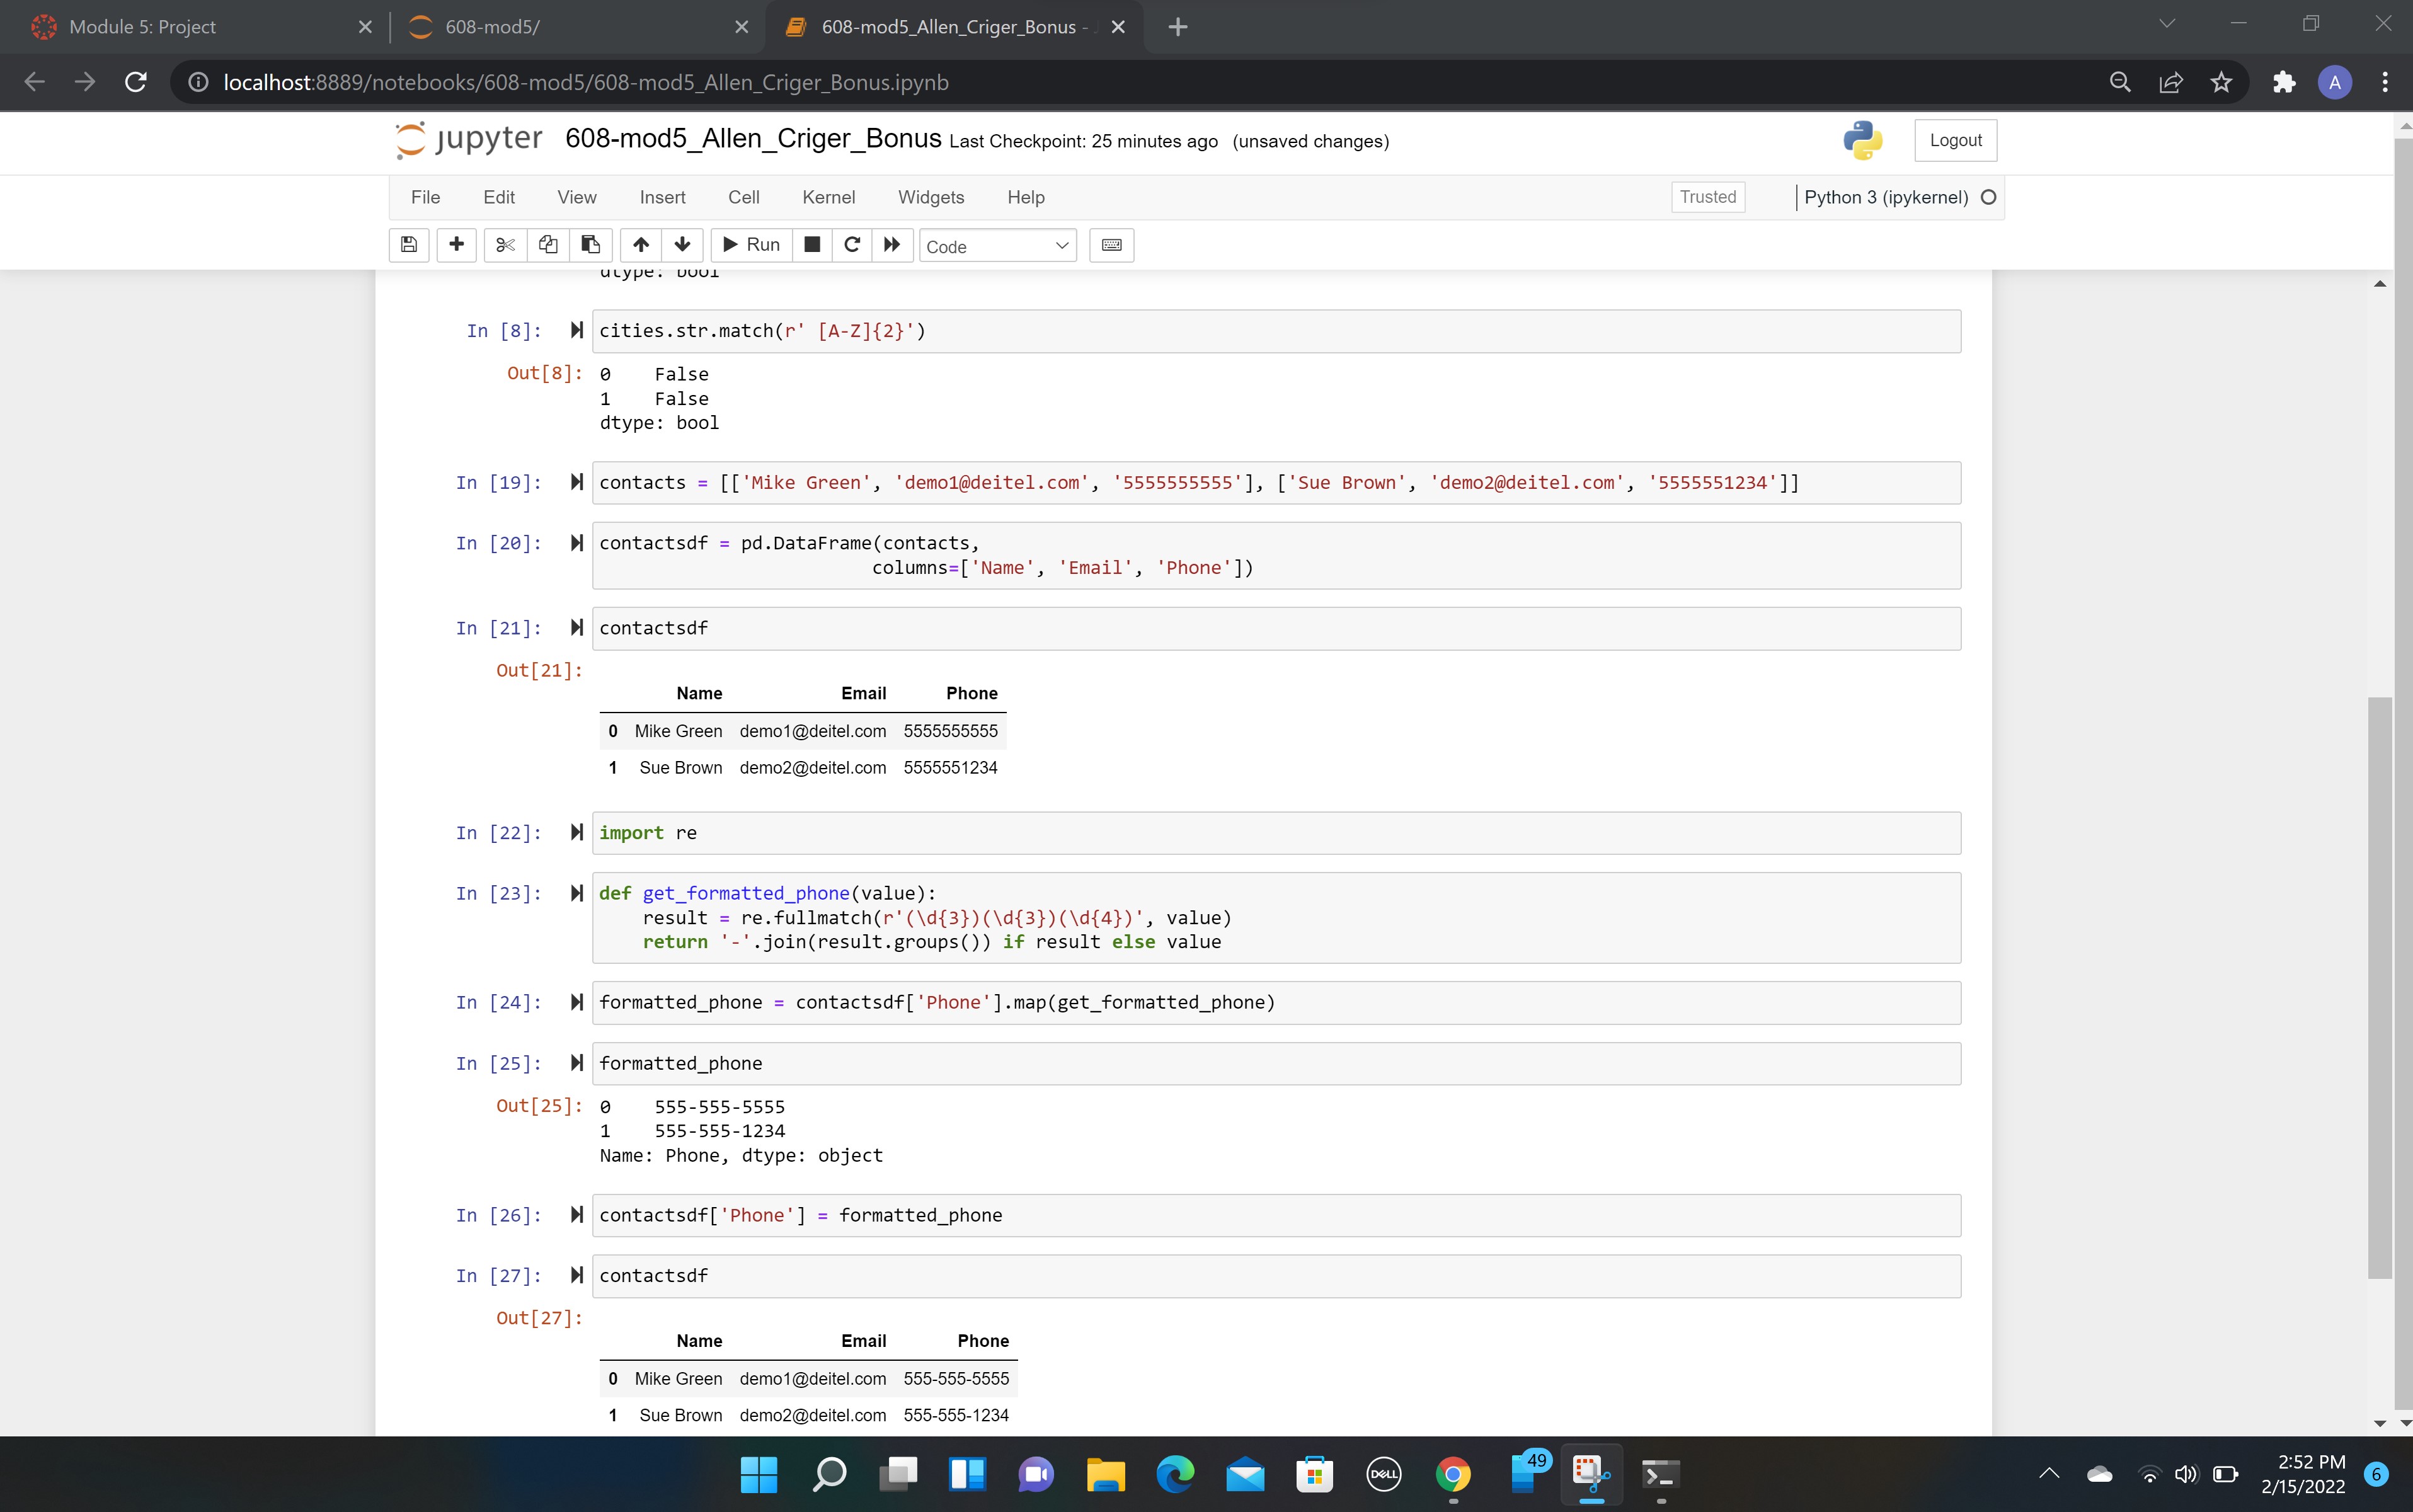 Module 5: Project
608-mod5/
608-mod5_Allen_Criger_Bonus -
localhost:8889/notebooks/608-mod5/608-mod5_Allen_Criger_Bonus.ipynb
A
jupyter 608-mod5_Allen_Criger_Bonus Last Checkpoint: 25 minutes ago (unsaved changes)
Logout
File Edit View Insert Cell Kernel Widgets Help
Trusted
Python 3 (ipykernel)
Run
Code
dtype: bool
In [8]: cities.str.match(r' [A-Z]{2}')
Out[8]: 0    False
1    False
dtype: bool
In [19]: contacts = [['Mike Green', 'demo1@deitel.com', '5555555555'], ['Sue Brown', 'demo2@deitel.com', '5555551234']]
In [20]: contactsdf = pd.DataFrame(contacts,
columns=['Name', 'Email', 'Phone'])
In [21]: contactsdf
Out[21]:
Name Email Phone
0 Mike Green demo1@deitel.com 5555555555
1 Sue Brown demo2@deitel.com 5555551234
In [22]: import re
In [23]: def get_formatted_phone(value):
result = re.fullmatch(r'(\d{3})(\d{3})(\d{4})', value)
return '-'.join(result.groups()) if result else value
In [24]: formatted_phone = contactsdf['Phone'].map(get_formatted_phone)
In [25]: formatted_phone
Out[25]: 0    555-555-5555
1    555-555-1234
Name: Phone, dtype: object
In [26]: contactsdf['Phone'] = formatted_phone
In [27]: contactsdf
Out[27]:
Name Email Phone
0 Mike Green demo1@deitel.com 555-555-5555
1 Sue Brown demo2@deitel.com 555-555-1234
DELL
49
2:52 PM
2/15/2022
6